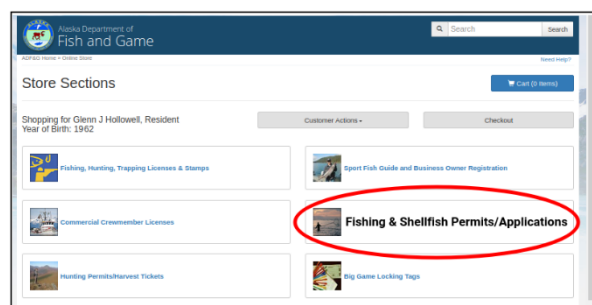 Alaska Department of
Fish and Game
Search
Search
ADF&G Home > Online Store
Need Help?
Store Sections
Cart (0 Items)
Shopping for Glenn J Hollowell, Resident
Year of Birth: 1962
Customer Actions
Checkout
Fishing, Hunting, Trapping Licenses & Stamps
Sport Fish Guide and Business Owner Registration
Commercial Crewmember Licenses
Fishing & Shellfish Permits/Applications
Hunting Permits/Harvest Tickets
Big Game Locking Tags